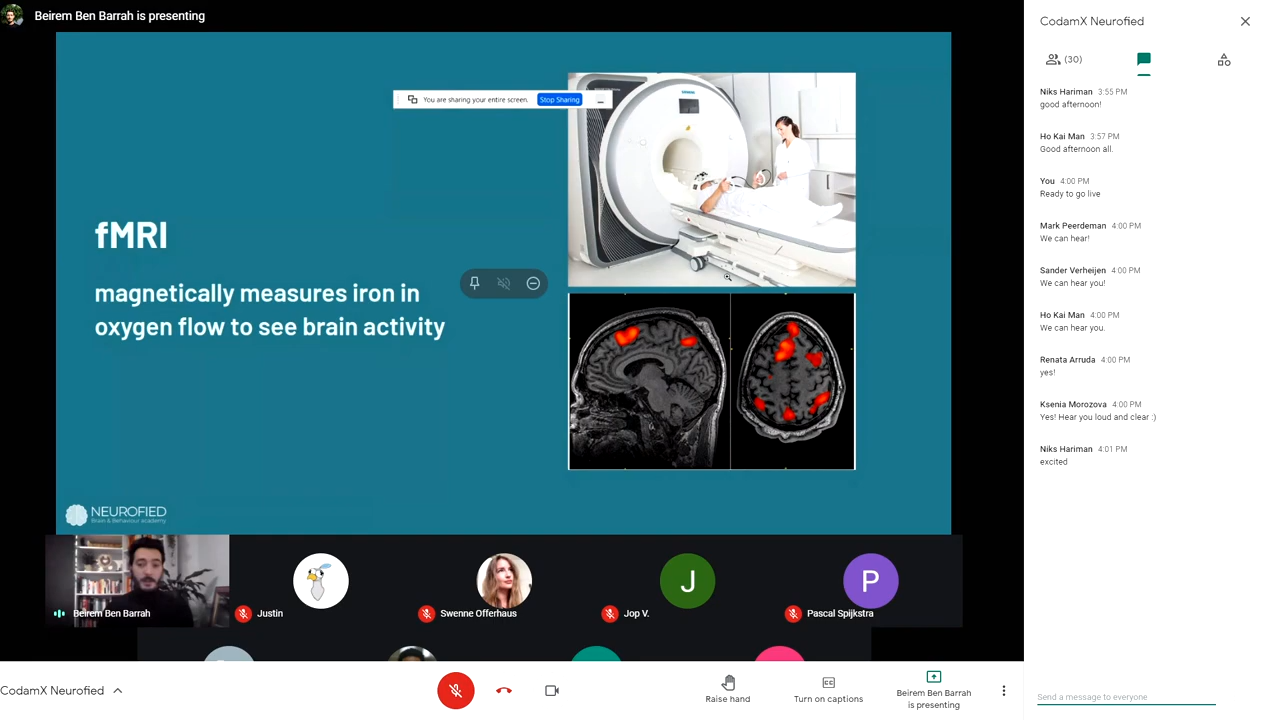 Beirem Ben Barrah is presenting
You are sharing your entire screen. Stop Sharing
fMRI
magnetically measures iron in
oxygen flow to see brain activity
NEUROFIED
Brain & Behaviour academy
Beirem Ben Barrah
Justin
Swenne Offerhaus
J
Jop V.
P
Pascal Spijkstra
CodamX Neurofied
Raise hand
Turn on captions
Beirem Ben Barrah
is presenting
CodamX Neurofied
(30)
Niks Hariman 3:55 PM
good afternoon!
Ho Kai Man 3:57 PM
Good afternoon all.
You 4:00 PM
Ready to go live
Mark Peerdeman 4:00 PM
We can hear!
Sander Verheijen 4:00 PM
We can hear you!
Ho Kai Man 4:00 PM
We can hear you.
Renata Arruda 4:00 PM
yes!
Ksenia Morozova 4:00 PM
Yes! Hear you loud and clear :)
Niks Hariman 4:01 PM
excited
Send a message to everyone